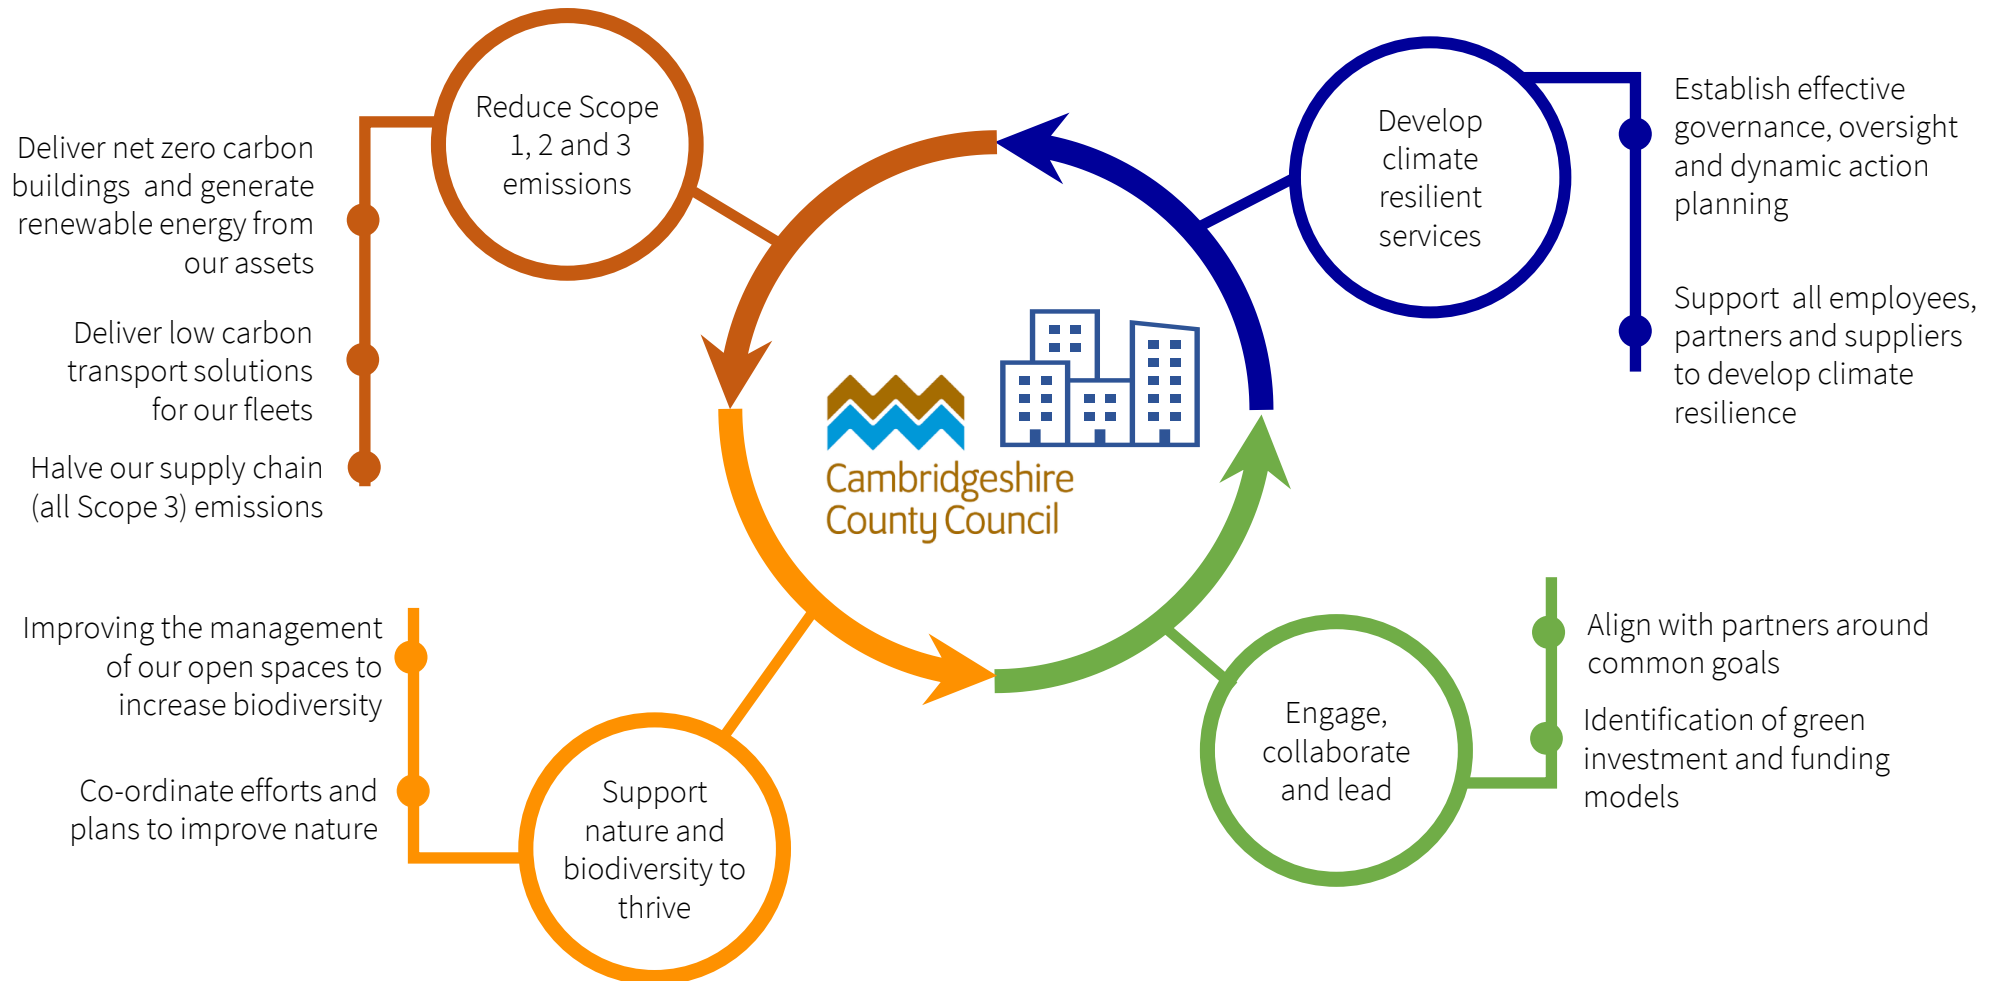 Reduce Scope
1, 2 and 3
emissions
Deliver net zero carbon
buildings and generate
renewable energy from
our assets
Deliver low carbon
transport solutions
for our fleets
Halve our supply chain
(all Scope 3) emissions
Develop
climate
resilient
services
Establish effective
governance, oversight
and dynamic action
planning
Support all employees,
partners and suppliers
to develop climate
resilience
Cambridgeshire
County Council
Improving the management
of our open spaces to
increase biodiversity
Co-ordinate efforts and
plans to improve nature
Support
nature and
biodiversity to
thrive
Engage,
collaborate
and lead
Align with partners around
common goals
Identification of green
investment and funding
models